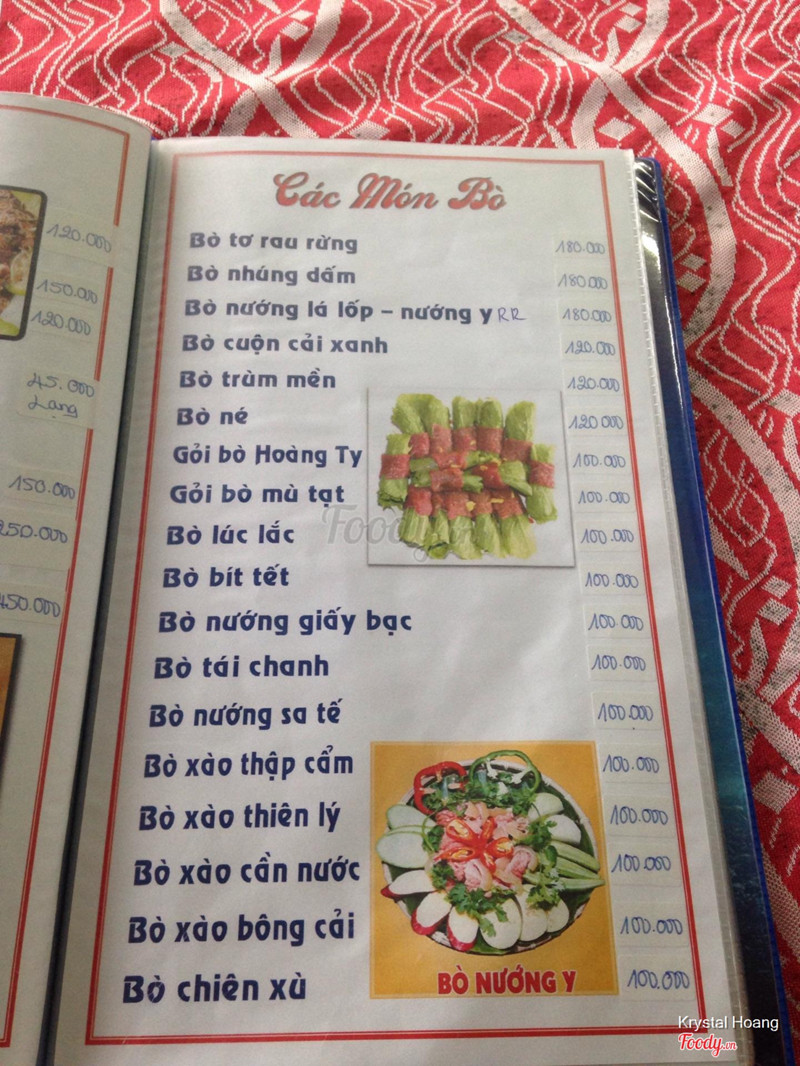 120.000
150.000
120.000
45.000
Lạng
150.000
250.000
450.000
Các Món Bò
Bò tơ rau rừng 180.000
Bò nhúng dấm 180.000
Bò nướng lá lốp – nướng y RR 180.000
Bò cuộn cải xanh 120.000
Bò trùm mền 120.000
Bò né 120.000
Gỏi bò Hoàng Ty 100.000
Gỏi bò mù tạt 100.000
Bò lúc lắc 100.000
Bò bít tết 100.000
Bò nướng giấy bạc 100.000
Bò tái chanh 100.000
Bò nướng sa tế 100.000
Bò xào thập cẩm 100.000
Bò xào thiên lý 100.000
Bò xào cần nước 100.000
Bò xào bông cải 100.000
Bò chiên xù 100.000
BÒ NƯỚNG Y
Foody.vn
Krystal Hoang
Foody.vn